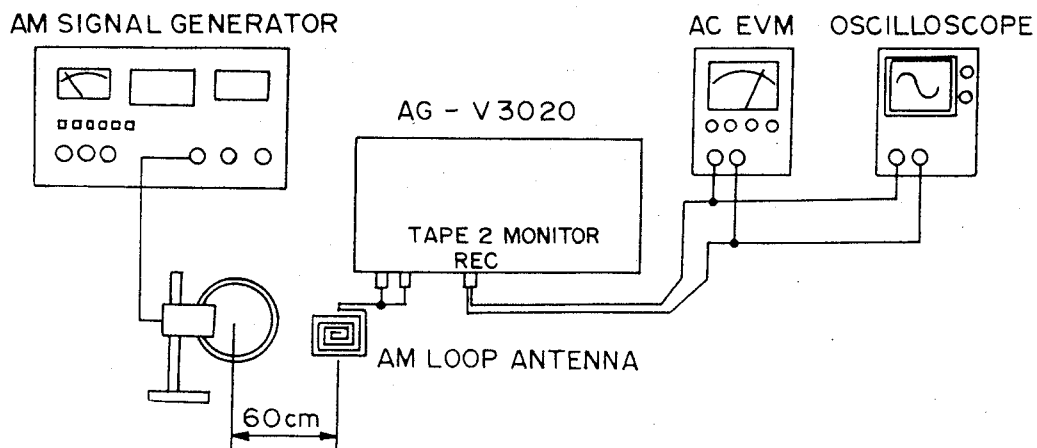 AM SIGNAL GENERATOR
AC EVM
OSCILLOSCOPE
AG - V3020
TAPE 2 MONITOR
REC
AM LOOP ANTENNA
60cm